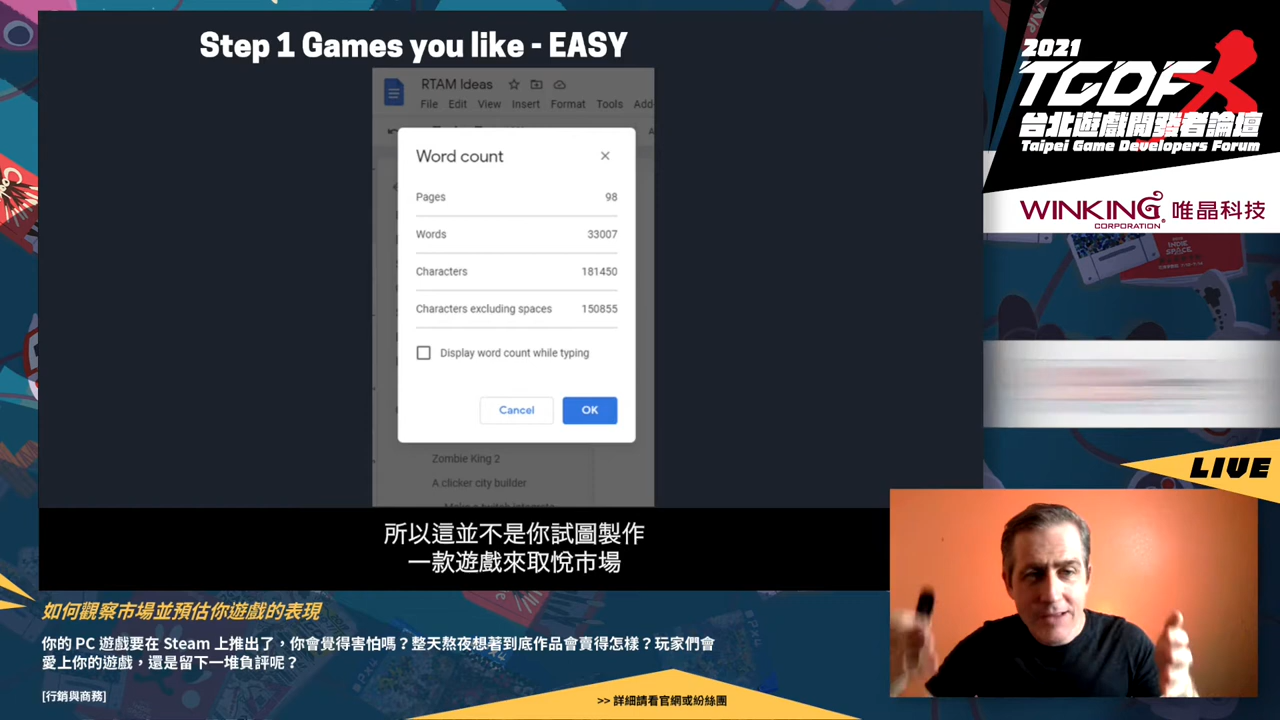 Step 1 Games you like - EASY
RTAM Ideas
File Edit View Insert Format Tools Add-
Word count
Pages 98
Words 33007
Characters 181450
Characters excluding spaces 150855
Display word count while typing
Cancel OK
Zombie King 2
A clicker city builder
所以這並不是你試圖製作
一款遊戲來取悅市場
如何觀察市場並預估你遊戲的表現
你的 PC 遊戲要在 Steam 上推出了，你會覺得害怕嗎？整天熬夜想著到底作品會賣得怎樣？玩家們會
愛上你的遊戲，還是留下一堆負評呢？
[行銷與商務]
>> 詳細請看官網或粉絲團
2021
TGDF
台北遊戲開發者論壇
Taipei Game Developers Forum
WINKING 唯晶科技
CORPORATION
LIVE